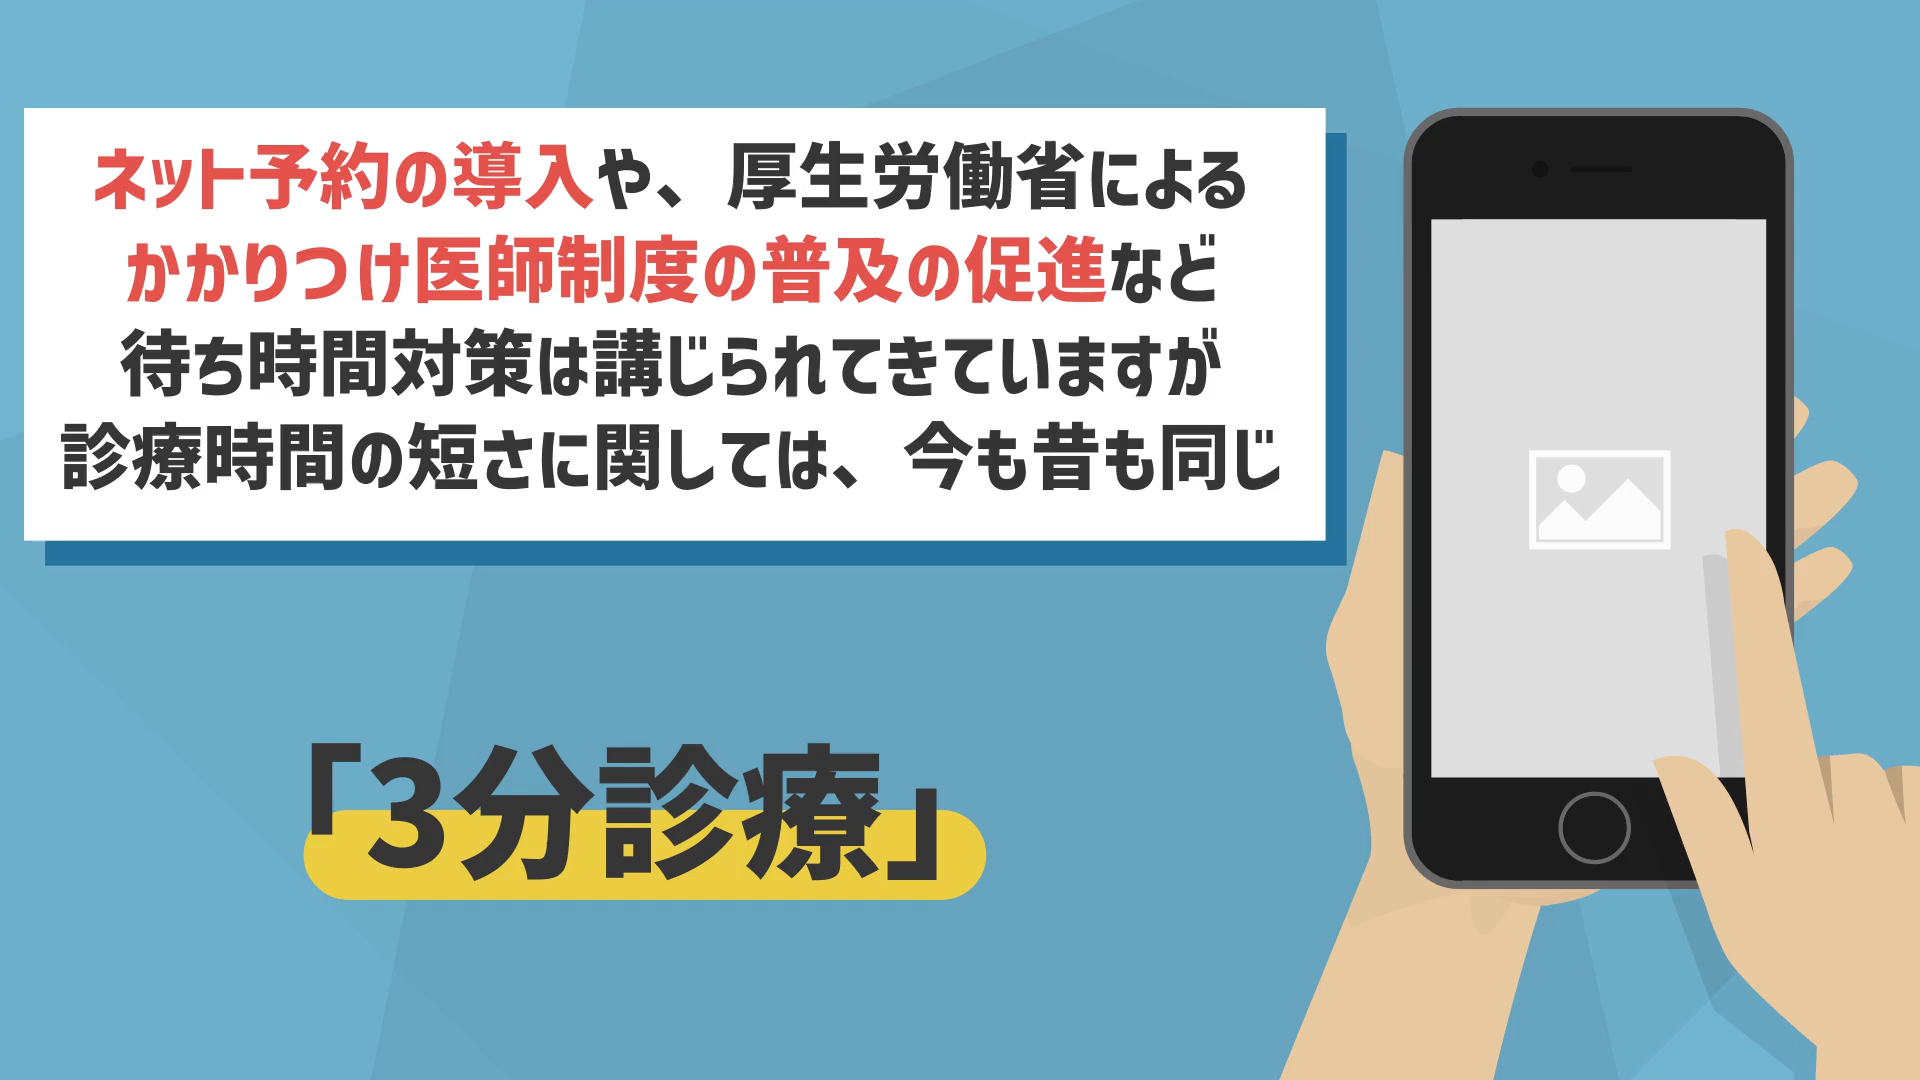 ネット予約の導入や、厚生労働省による
かかりつけ医師制度の普及の促進など
待ち時間対策は講じられてきていますが
診療時間の短さに関しては、今も昔も同じ
「3分診療」